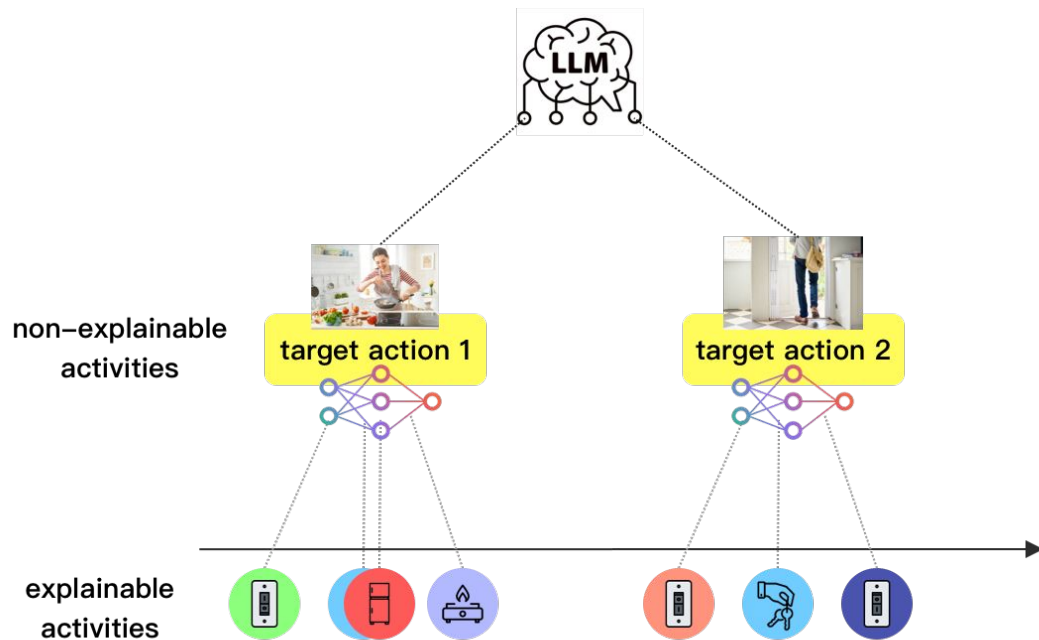 LLM
non-explainable
activities
target action 1
target action 2
explainable
activities